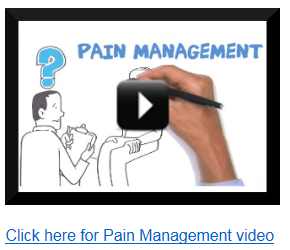 PAIN MANAGEMENT
?
Click here for Pain Management video